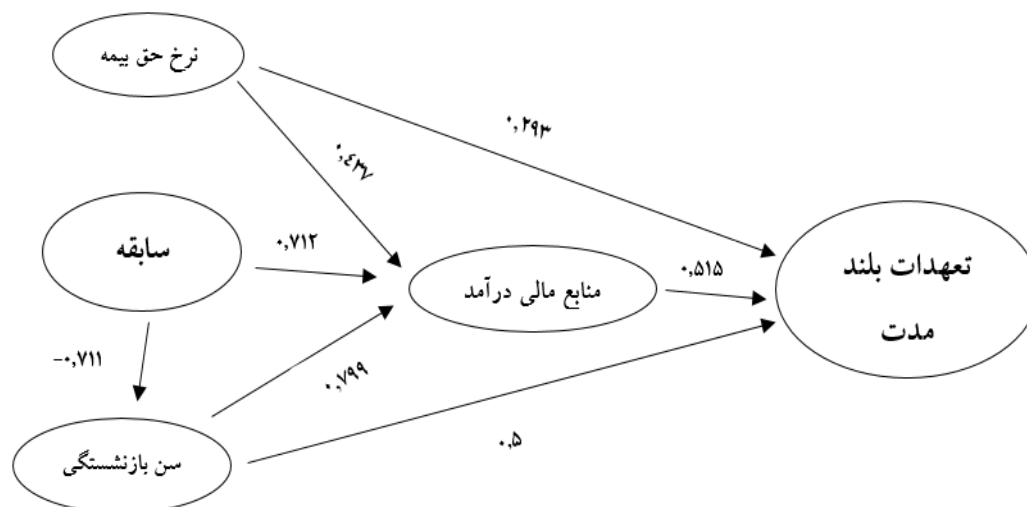 نرخ حق بیمه
۰,۲۹۳
۰,٤۳۷
سابقه
۰,۷۱۲
منابع مالی درآمد
۰,۵۱۵
تعهدات بلند
مدت
-۰,۷۱۱
۰,۷۹۹
۰,۵
سن بازنشستگی